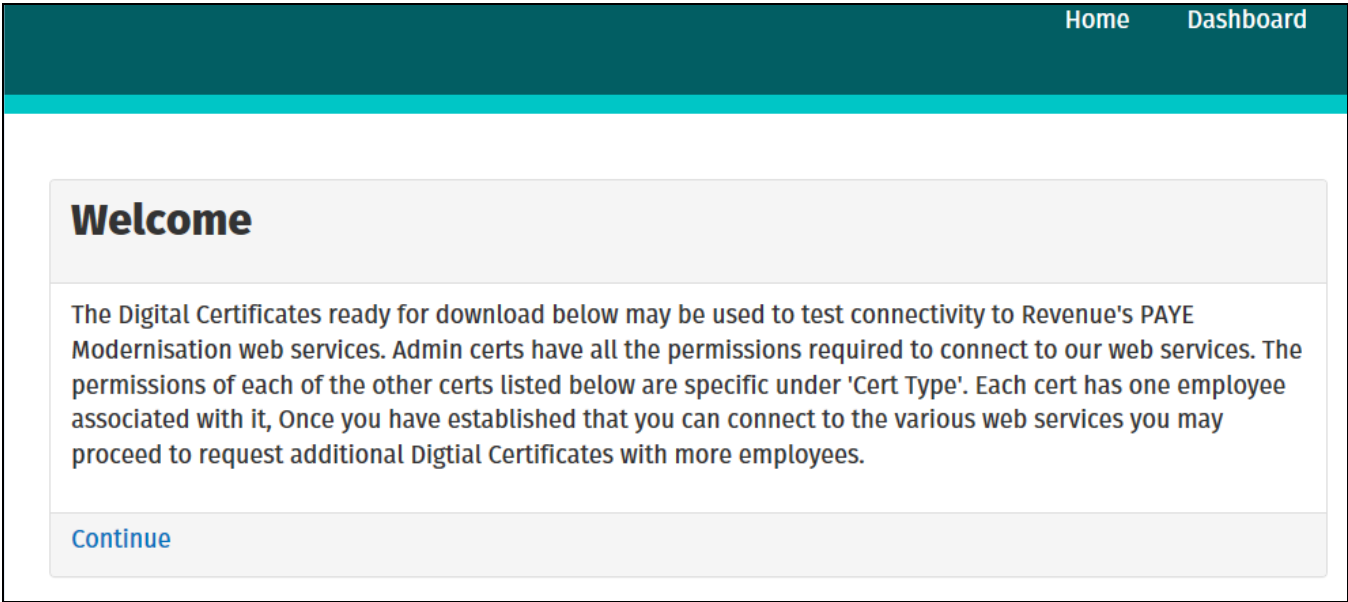 Home Dashboard
Welcome
The Digital Certificates ready for download below may be used to test connectivity to Revenue's PAYE
Modernisation web services. Admin certs have all the permissions required to connect to our web services. The
permissions of each of the other certs listed below are specific under 'Cert Type'. Each cert has one employee
associated with it, Once you have established that you can connect to the various web services you may
proceed to request additional Digtial Certificates with more employees.
Continue